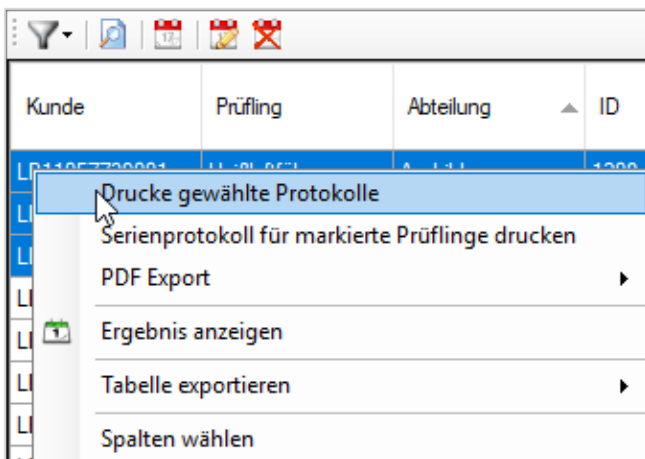 Kunde Prüfling Abteilung ID
Drucke gewählte Protokolle
Serienprotokoll für markierte Prüflinge drucken
PDF Export
Ergebnis anzeigen
Tabelle exportieren
Spalten wählen